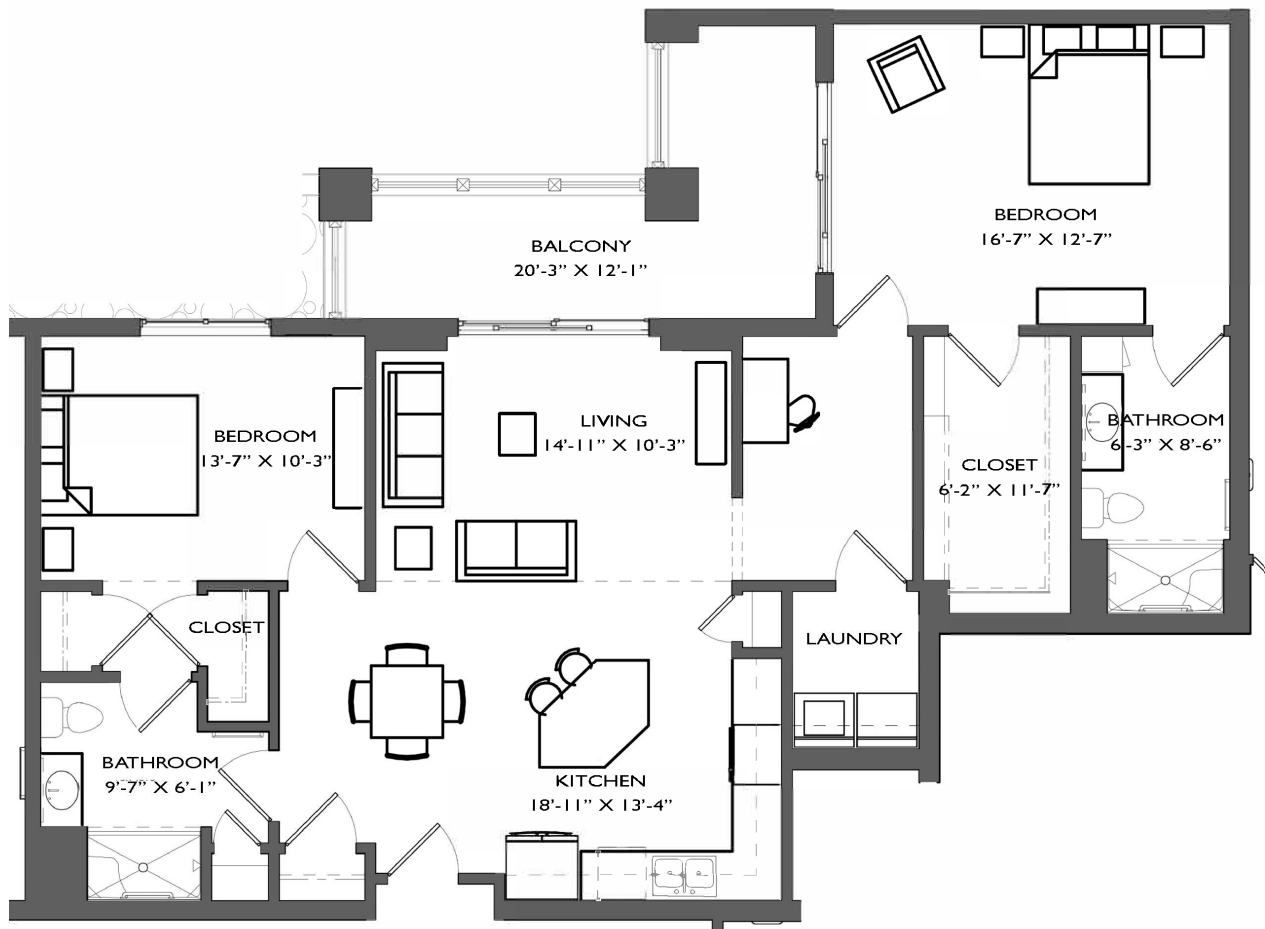 BEDROOM
16’-7” X 12’-7”
BALCONY
20’-3” X 12’-1”
LIVING
14’-11” X 10’-3”
BEDROOM
13’-7” X 10’-3”
BATHROOM
6’-3” X 8’-6”
CLOSET
6’-2” X 11’-7”
CLOSET
LAUNDRY
BATHROOM
9’-7” X 6’-1”
KITCHEN
18’-11” X 13’-4”